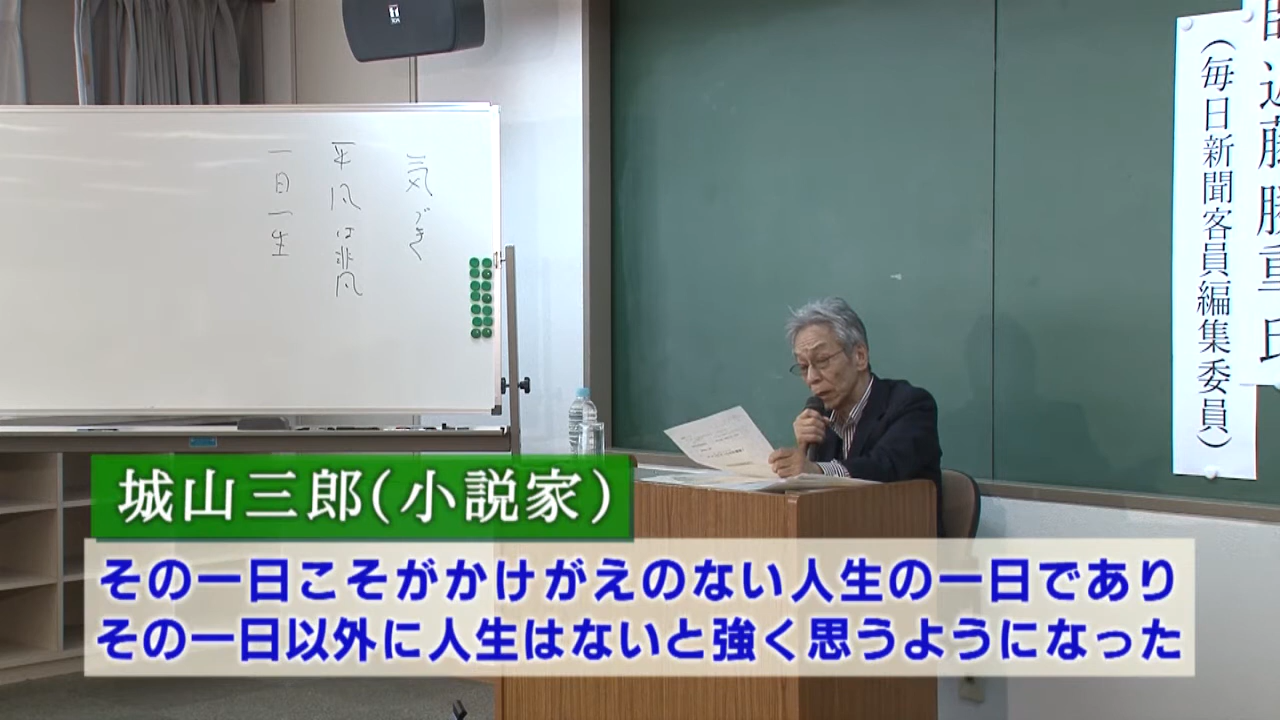 師近藤勝重氏
（毎日新聞客員編集委員）
気づき
平凡は非凡
一日一生
城山三郎(小説家)
その一日こそがかけがえのない人生の一日であり
その一日以外に人生はないと強く思うようになった